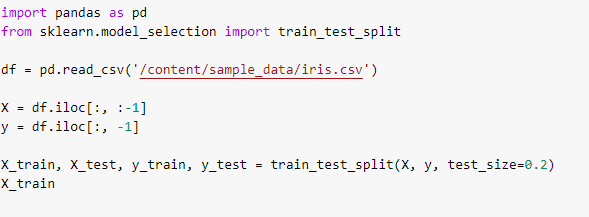 import pandas as pd
from sklearn.model_selection import train_test_split
df = pd.read_csv('/content/sample_data/iris.csv')
X = df.iloc[:, :-1]
y = df.iloc[:, -1]
X_train, X_test, y_train, y_test = train_test_split(X, y, test_size=0.2)
X_train